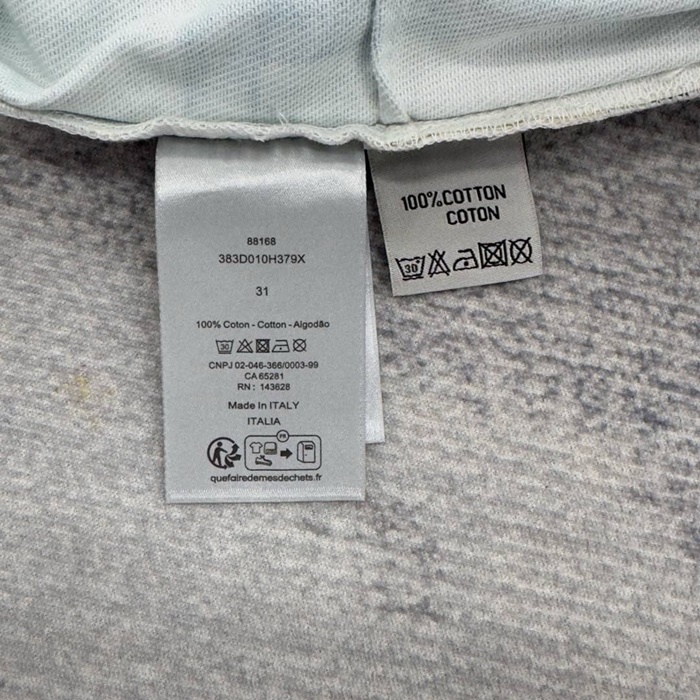 88168
383D010H379X
31
100% Coton - Cotton - Algodão
30
CNPJ 02-046-366/0003-99
CA 65281
RN : 143628
Made In ITALY
ITALIA
FR
quefairedemesdechets.fr
100%COTTON
COTON
30°